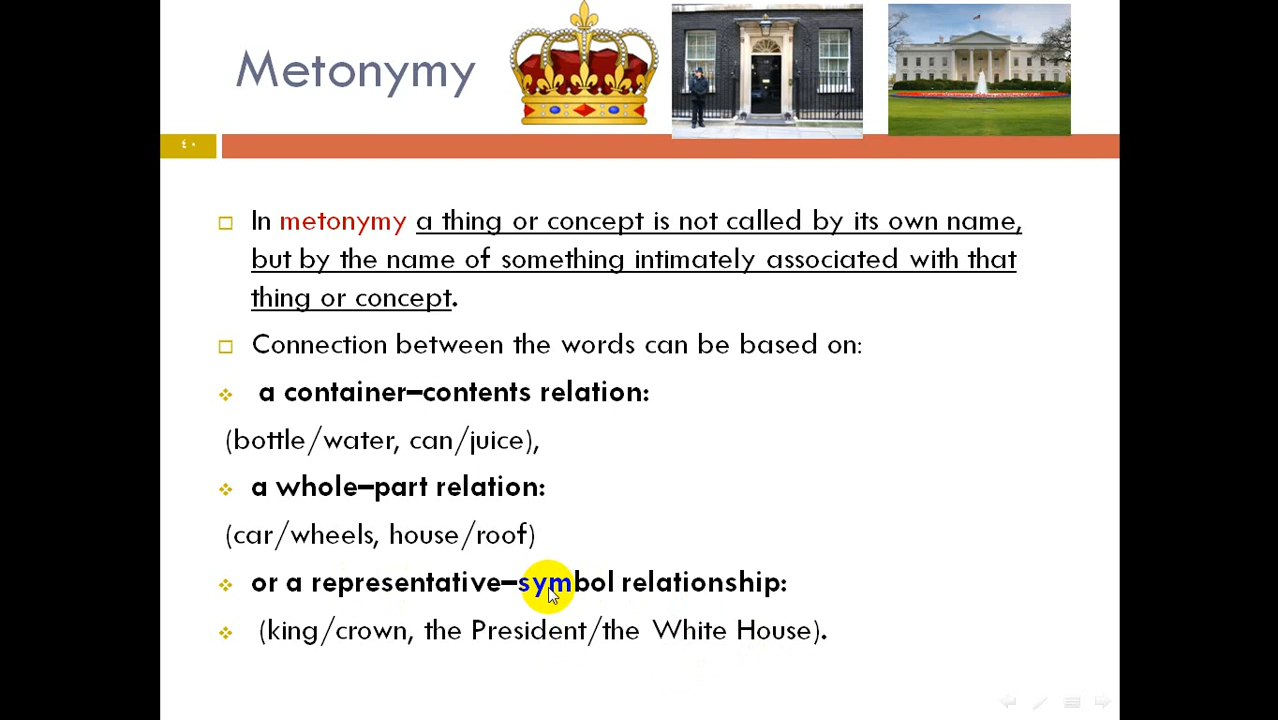 Metonymy
٤٠
In metonymy a thing or concept is not called by its own name,
but by the name of something intimately associated with that
thing or concept.
Connection between the words can be based on:
a container–contents relation:
(bottle/water, can/juice),
a whole–part relation:
(car/wheels, house/roof)
or a representative–symbol relationship:
(king/crown, the President/the White House).